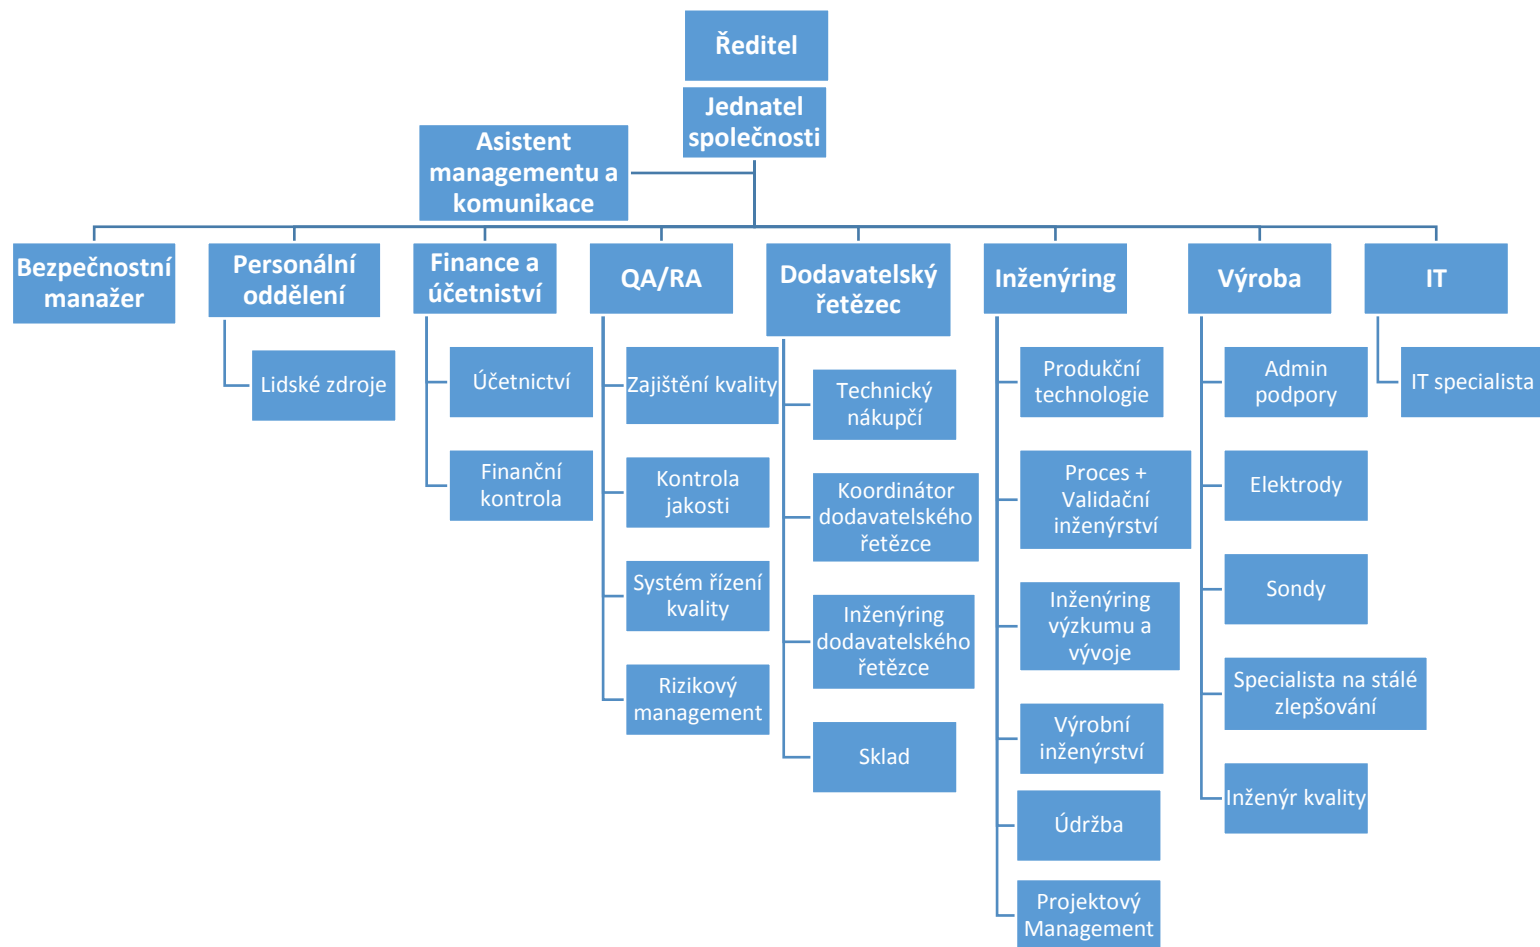 Ředitel
Jednatel
společnosti
Asistent
managementu a
komunikace
Bezpečnostní
manažer
Personální
oddělení
Finance a
účetniství
QA/RA
Dodavatelský
řetězec
Inženýring
Výroba
IT
Lidské zdroje
Účetnictví
Finanční
kontrola
Zajištění kvality
Kontrola
jakosti
Systém řízení
kvality
Rizikový
management
Technický
nákupčí
Koordinátor
dodavatelského
řetězce
Inženýring
dodavatelského
řetězce
Sklad
Produkční
technologie
Proces +
Validační
inženýrství
Inženýring
výzkumu a
vývoje
Výrobní
inženýrství
Údržba
Projektový
Management
Admin
podpory
Elektrody
Sondy
Specialista na stálé
zlepšování
Inženýr kvality
IT specialista